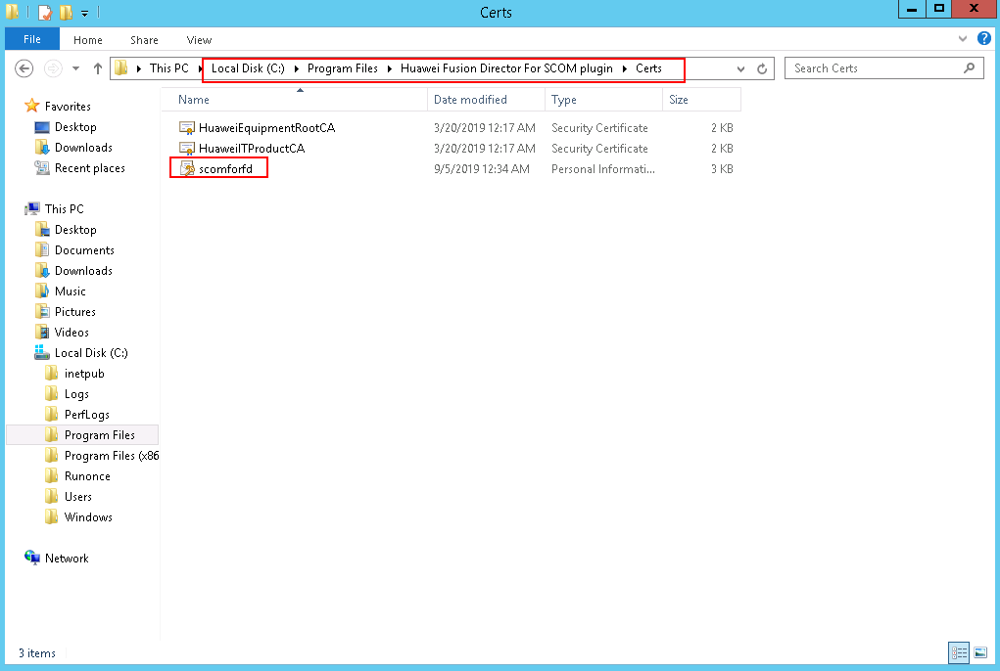 Certs
File Home Share View
This PC Local Disk (C:) Program Files Huawei Fusion Director For SCOM plugin Certs Search Certs
Name Date modified Type Size
Favorites
Desktop
Downloads
Recent places
HuaweiEquipmentRootCA 3/20/2019 12:17 AM Security Certificate 2 KB
HuaweiITProductCA 3/20/2019 12:17 AM Security Certificate 2 KB
scomforfd 9/5/2019 12:34 AM Personal Informati... 3 KB
This PC
Desktop
Documents
Downloads
Music
Pictures
Videos
Local Disk (C:)
inetpub
Logs
PerfLogs
Program Files
Program Files (x86
Runonce
Users
Windows
Network
3 items